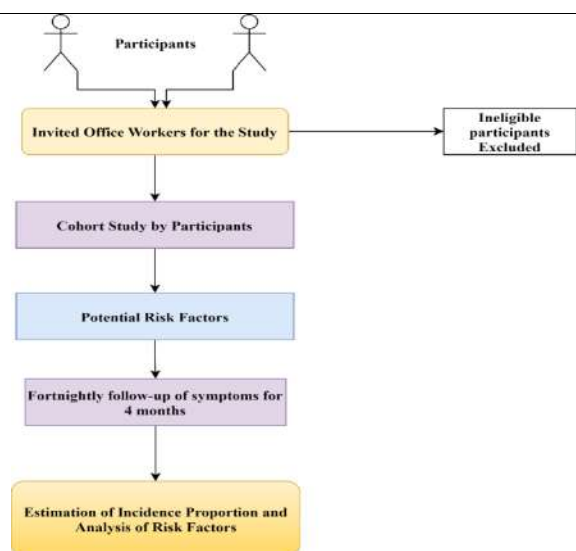 Participants
Invited Office Workers for the Study
Ineligible
participants
Excluded
Cohort Study by Participants
Potential Risk Factors
Fortnightly follow-up of symptoms for
4 months
Estimation of Incidence Proportion and
Analysis of Risk Factors